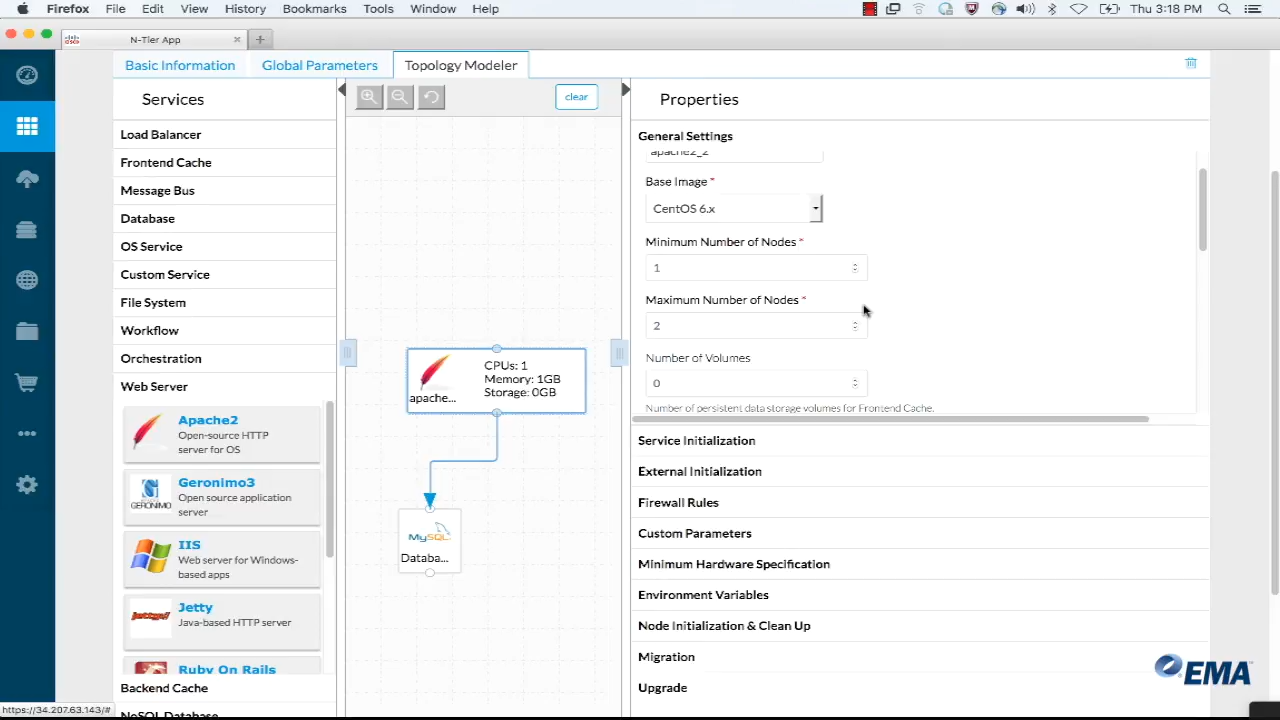 Firefox File Edit View History Bookmarks Tools Window Help
Thu 3:18 PM
CISCO
N-Tier App
Basic Information
Global Parameters
Topology Modeler
Services
clear
Properties
Load Balancer
Frontend Cache
Message Bus
Database
OS Service
Custom Service
File System
Workflow
Orchestration
Web Server
Apache2
Open-source HTTP
server for OS
GERONIMO
Geronimo3
Open source application
server
IIS
Web server for Windows-
based apps
Jetty
Java-based HTTP server
Ruby On Rails
Backend Cache
NoSQL Database
CPUs: 1
Memory: 1GB
Storage: 0GB
apache...
MySQL
Databa...
General Settings
apache2_2
Base Image *
CentOS 6.x
Minimum Number of Nodes *
1
Maximum Number of Nodes *
2
Number of Volumes
0
Number of persistent data storage volumes for Frontend Cache.
Service Initialization
External Initialization
Firewall Rules
Custom Parameters
Minimum Hardware Specification
Environment Variables
Node Initialization & Clean Up
Migration
Upgrade
EMA
https://34.207.63.143/#